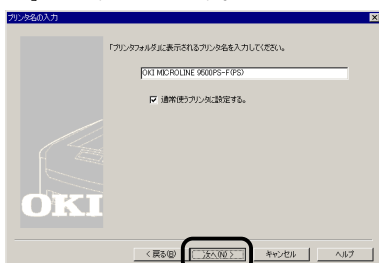 プリンタ名の入力
「プリンタフォルダ」に表示されるプリンタ名を入力してください。
OKI MICROLINE 9500PS-F(PS)
通常使うプリンタに設定する。
OKI
< 戻る(B)
次へ(N) >
キャンセル
ヘルプ